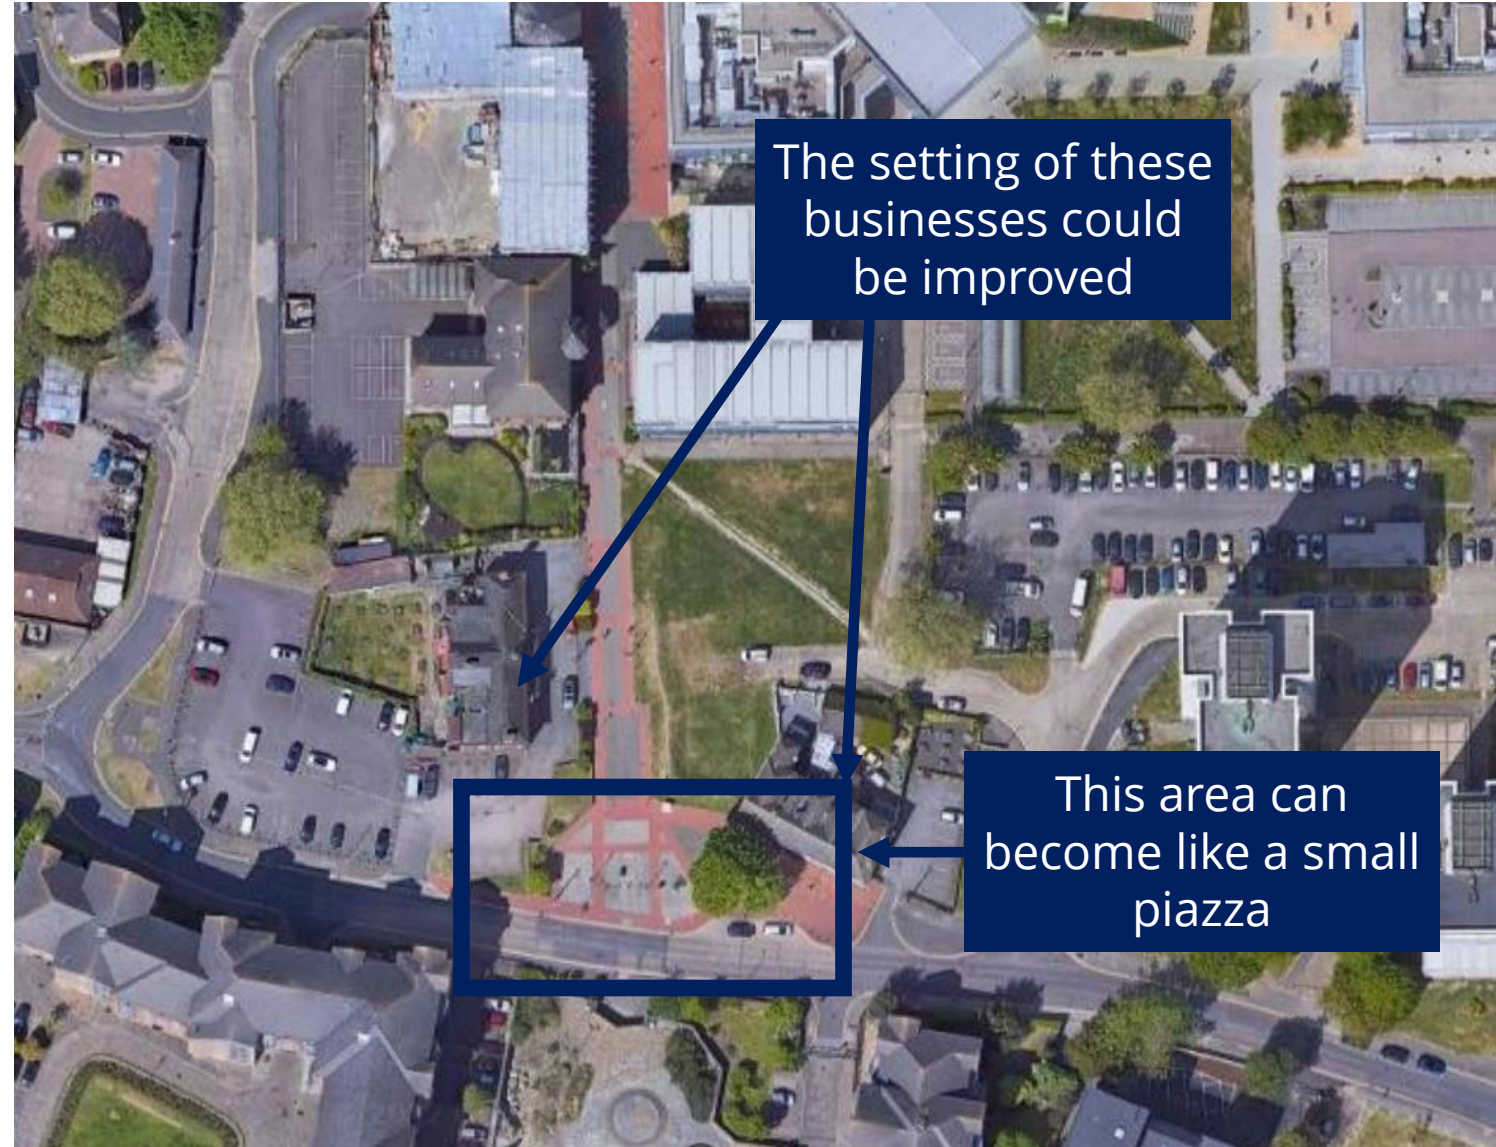 The setting of these
businesses could
be improved
This area can
become like a small
piazza